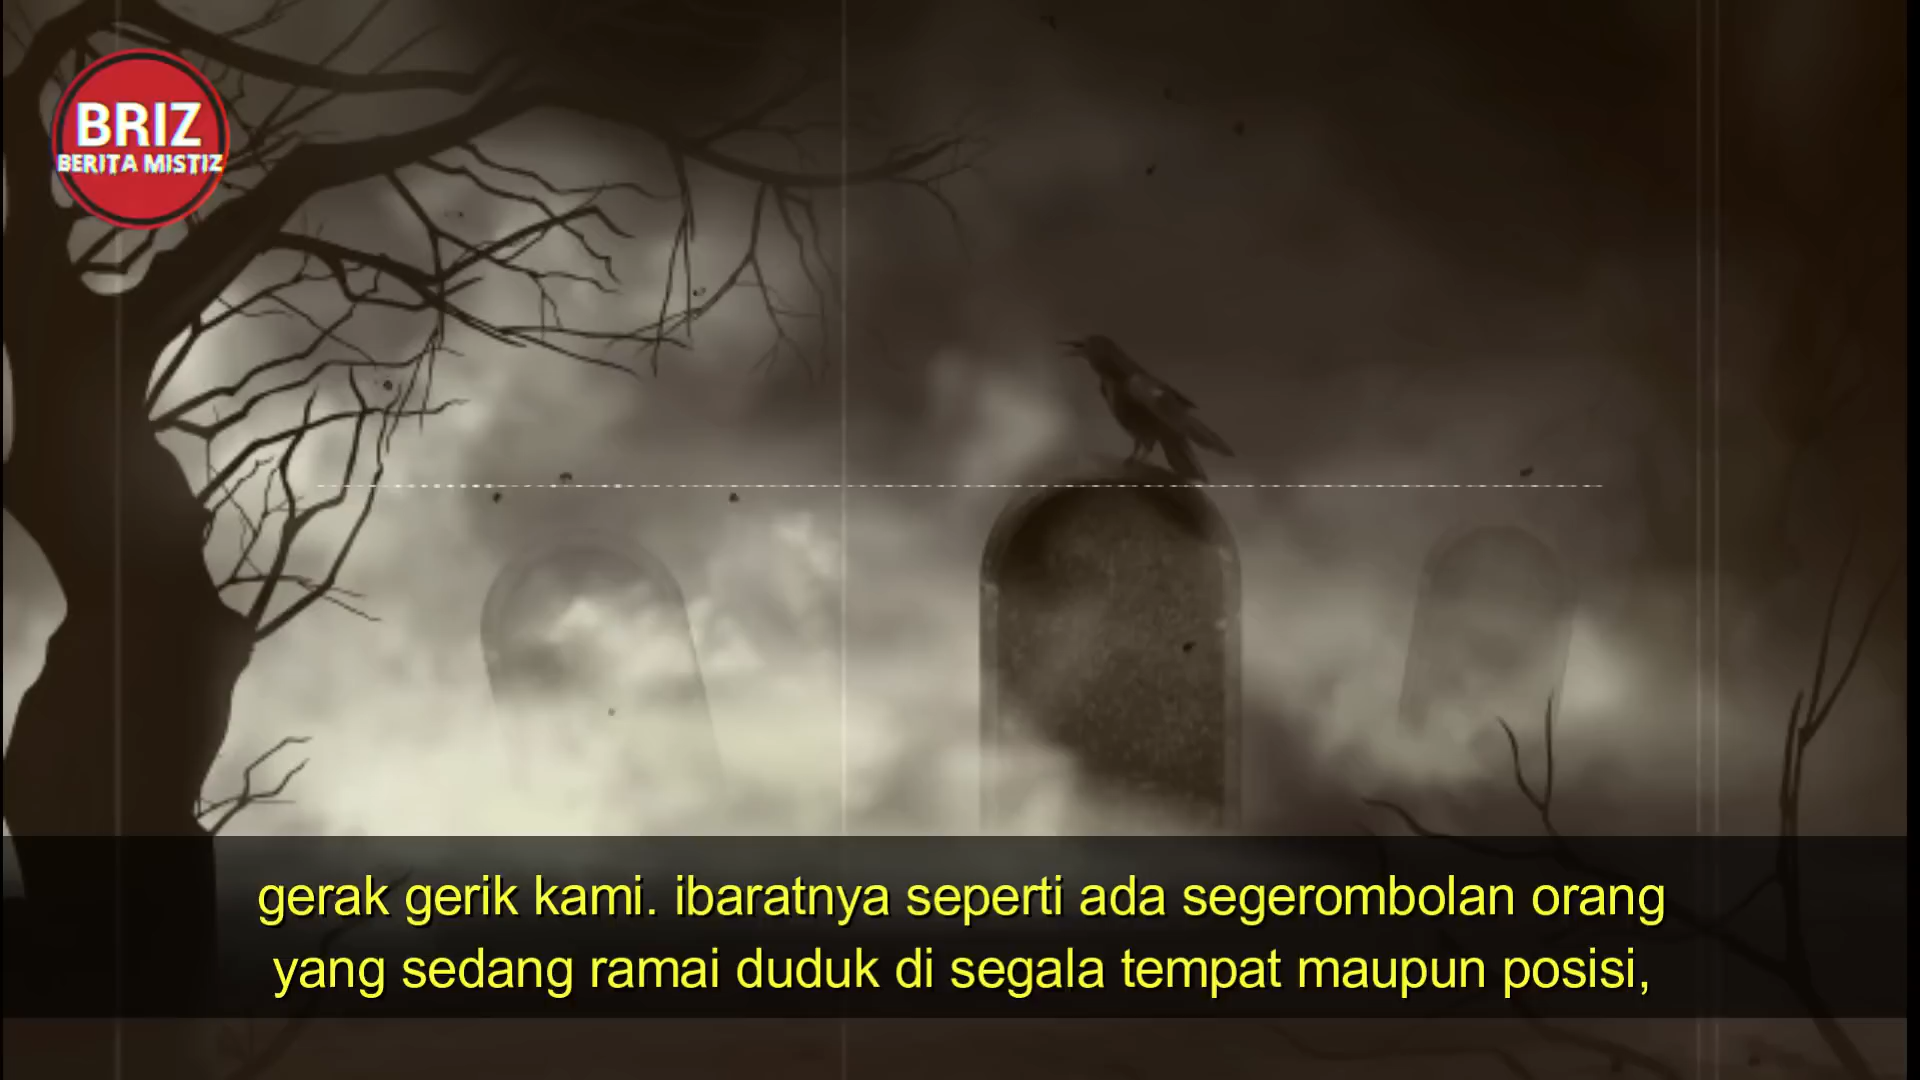 BRIZ
BERITA MISTIZ
gerak gerik kami. ibaratnya seperti ada segerombolan orang
yang sedang ramai duduk di segala tempat maupun posisi,